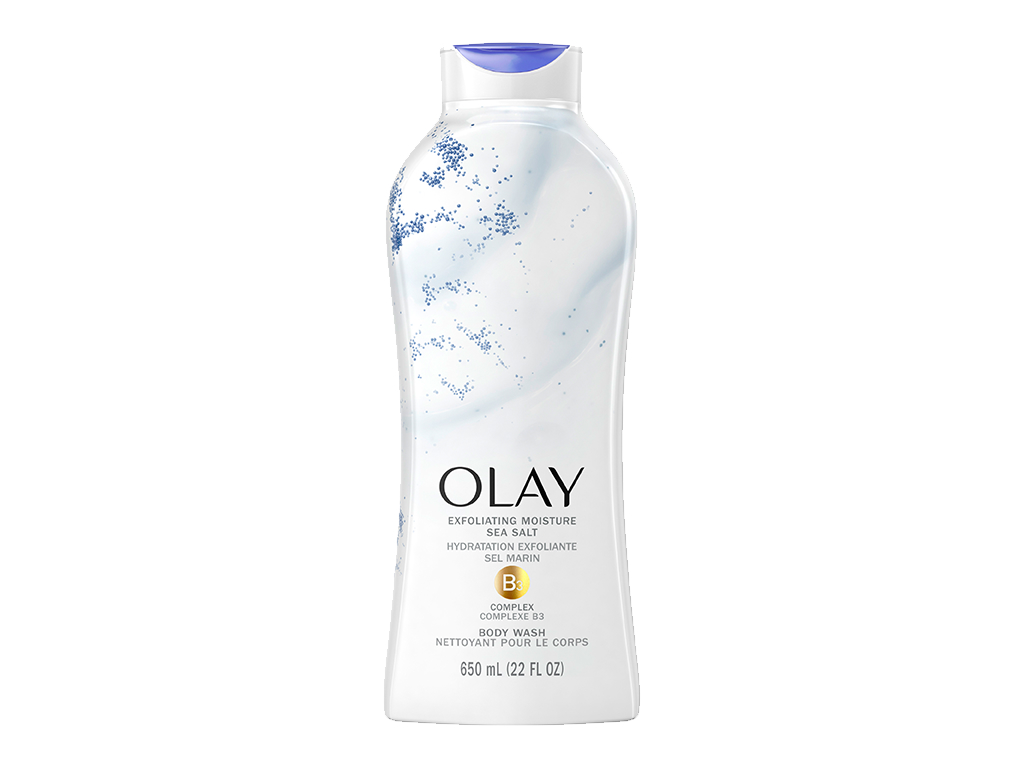 OLAY
EXFOLIATING MOISTURE
SEA SALT
HYDRATATION EXFOLIANTE
SEL MARIN
B3
COMPLEX
COMPLEXE B3
BODY WASH
NETTOYANT POUR LE CORPS
650 mL (22 FL OZ)